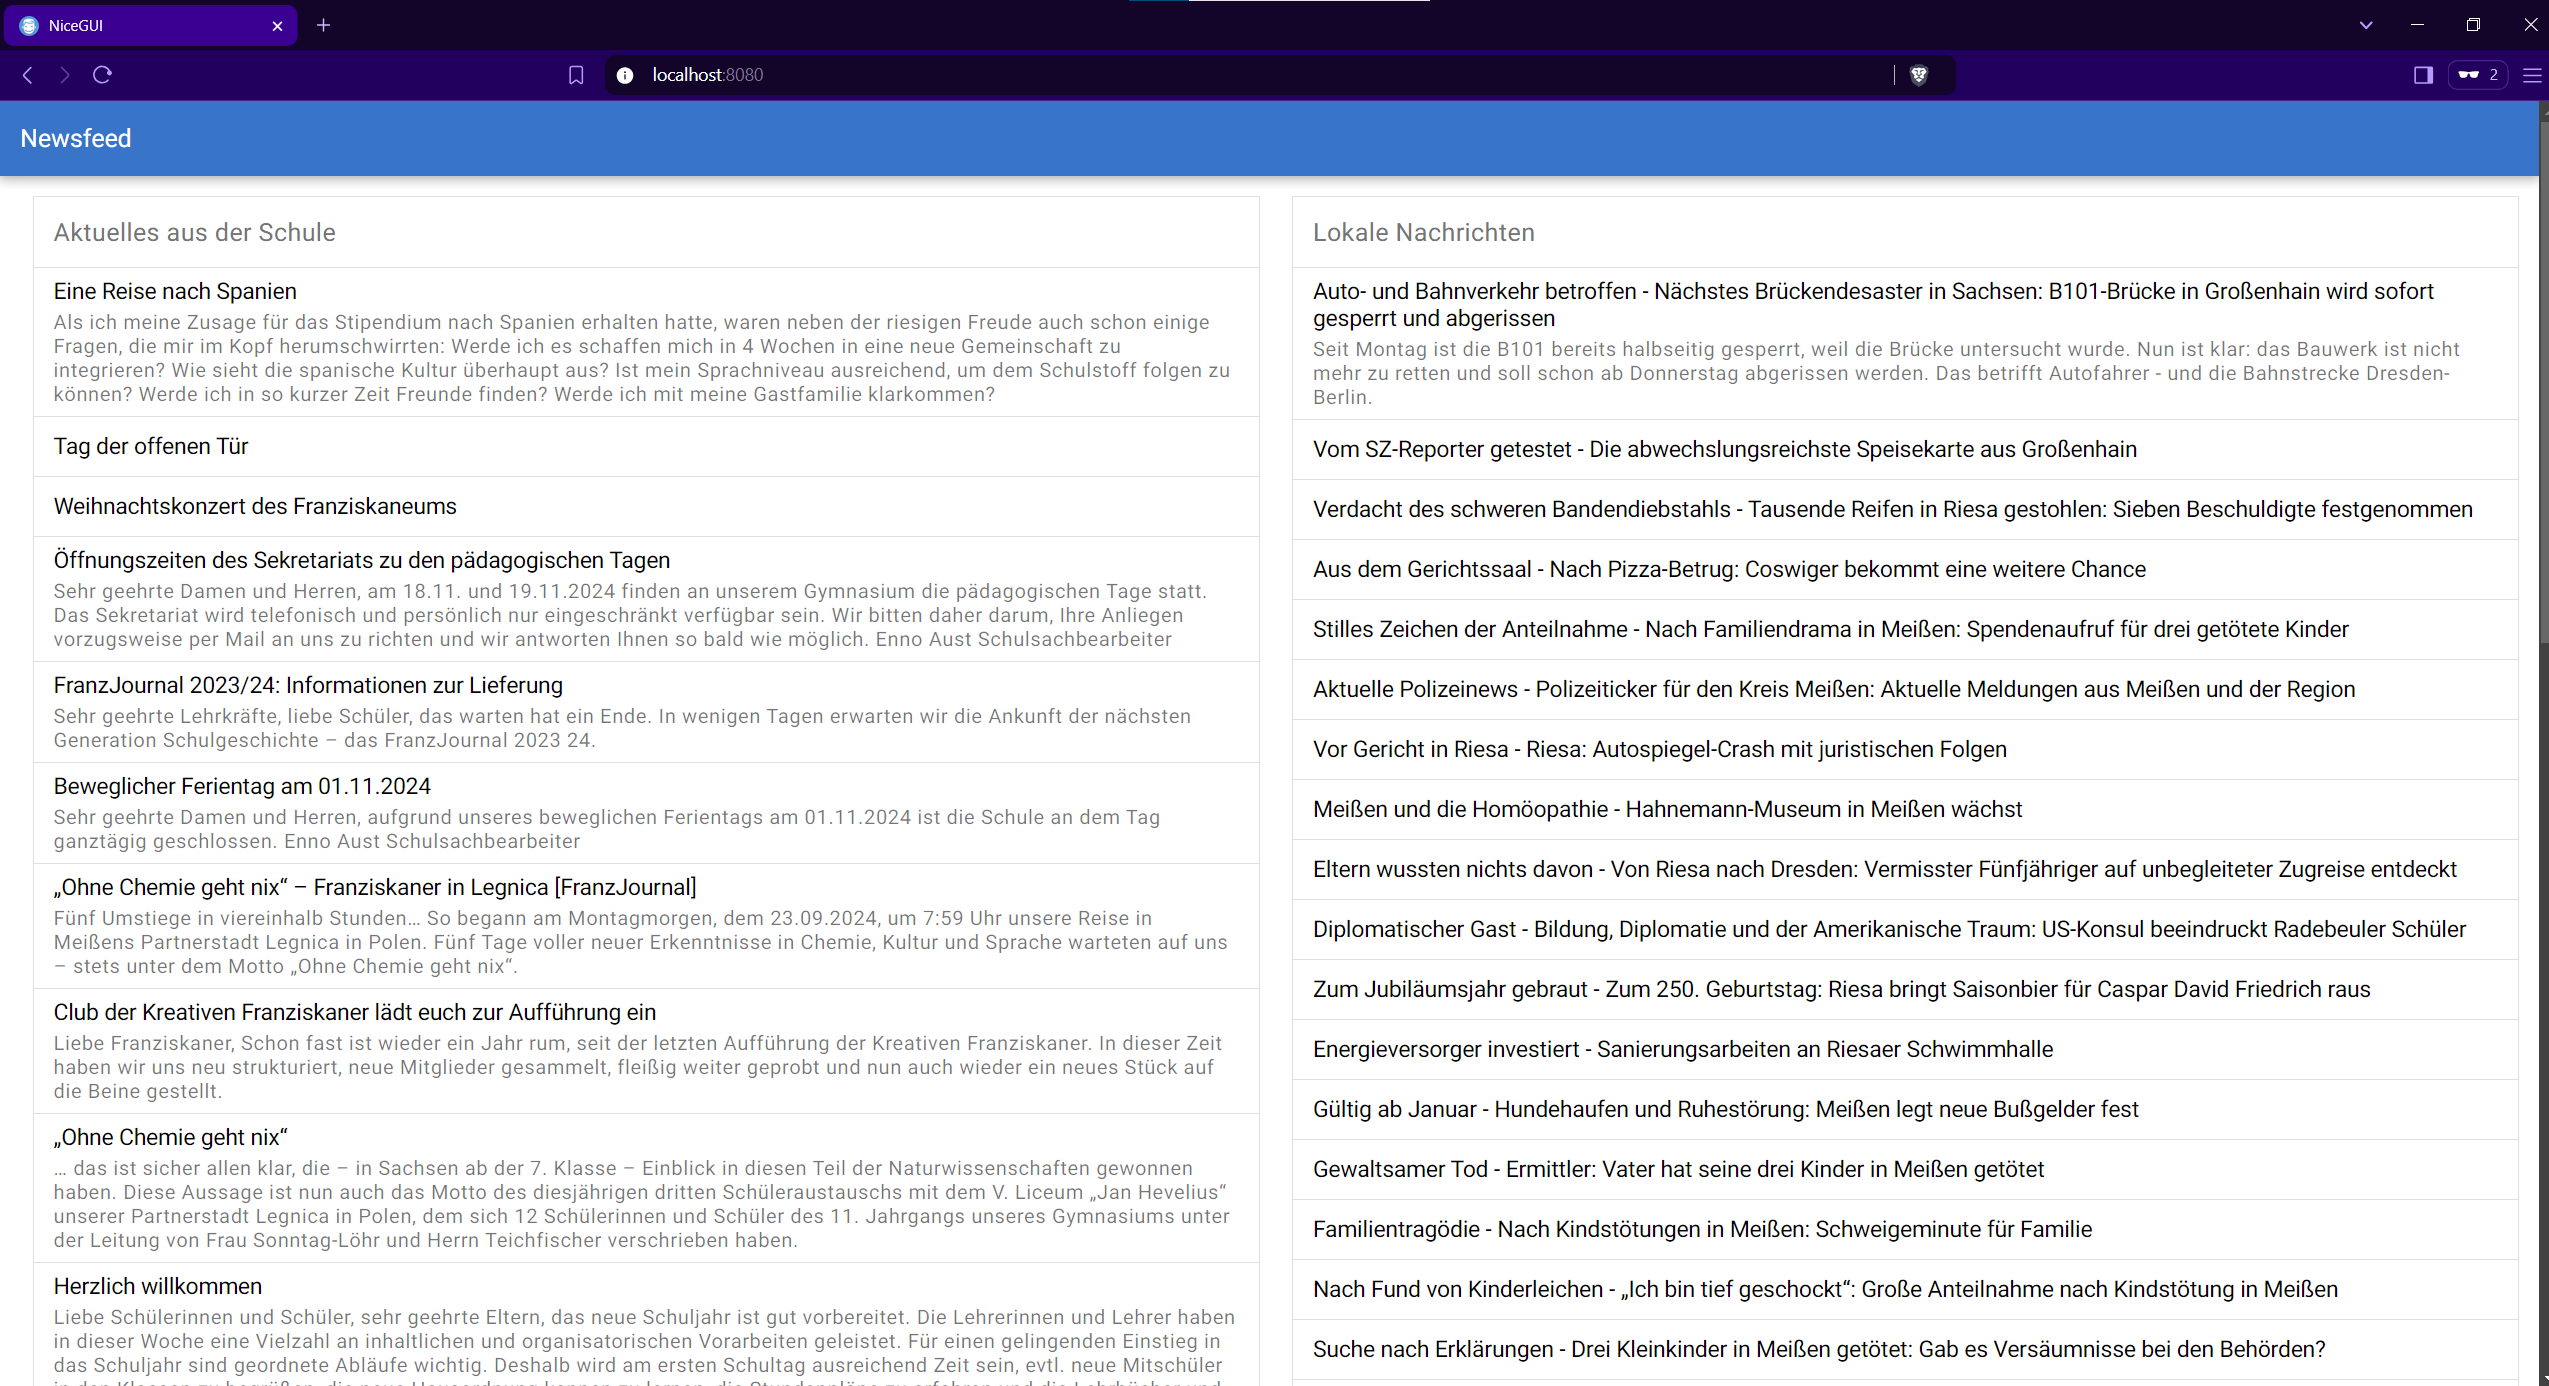 NiceGUI
localhost:8080
2
Newsfeed
Aktuelles aus der Schule
Eine Reise nach Spanien
Als ich meine Zusage für das Stipendium nach Spanien erhalten hatte, waren neben der riesigen Freude auch schon einige
Fragen, die mir im Kopf herumschwirrten: Werde ich es schaffen mich in 4 Wochen in eine neue Gemeinschaft zu
integrieren? Wie sieht die spanische Kultur überhaupt aus? Ist mein Sprachniveau ausreichend, um dem Schulstoff folgen zu
können? Werde ich in so kurzer Zeit Freunde finden? Werde ich mit meine Gastfamilie klarkommen?
Tag der offenen Tür
Weihnachtskonzert des Franziskaneums
Öffnungszeiten des Sekretariats zu den pädagogischen Tagen
Sehr geehrte Damen und Herren, am 18.11. und 19.11.2024 finden an unserem Gymnasium die pädagogischen Tage statt.
Das Sekretariat wird telefonisch und persönlich nur eingeschränkt verfügbar sein. Wir bitten daher darum, Ihre Anliegen
vorzugsweise per Mail an uns zu richten und wir antworten Ihnen so bald wie möglich. Enno Aust Schulsachbearbeiter
FranzJournal 2023/24: Informationen zur Lieferung
Sehr geehrte Lehrkräfte, liebe Schüler, das warten hat ein Ende. In wenigen Tagen erwarten wir die Ankunft der nächsten
Generation Schulgeschichte – das FranzJournal 2023 24.
Beweglicher Ferientag am 01.11.2024
Sehr geehrte Damen und Herren, aufgrund unseres beweglichen Ferientags am 01.11.2024 ist die Schule an dem Tag
ganztägig geschlossen. Enno Aust Schulsachbearbeiter
„Ohne Chemie geht nix“ – Franziskaner in Legnica [FranzJournal]
Fünf Umstiege in viereinhalb Stunden… So begann am Montagmorgen, dem 23.09.2024, um 7:59 Uhr unsere Reise in
Meißens Partnerstadt Legnica in Polen. Fünf Tage voller neuer Erkenntnisse in Chemie, Kultur und Sprache warteten auf uns
– stets unter dem Motto „Ohne Chemie geht nix“.
Club der Kreativen Franziskaner lädt euch zur Aufführung ein
Liebe Franziskaner, Schon fast ist wieder ein Jahr rum, seit der letzten Aufführung der Kreativen Franziskaner. In dieser Zeit
haben wir uns neu strukturiert, neue Mitglieder gesammelt, fleißig weiter geprobt und nun auch wieder ein neues Stück auf
die Beine gestellt.
„Ohne Chemie geht nix“
… das ist sicher allen klar, die – in Sachsen ab der 7. Klasse – Einblick in diesen Teil der Naturwissenschaften gewonnen
haben. Diese Aussage ist nun auch das Motto des diesjährigen dritten Schüleraustauschs mit dem V. Liceum „Jan Hevelius“
unserer Partnerstadt Legnica in Polen, dem sich 12 Schülerinnen und Schüler des 11. Jahrgangs unseres Gymnasiums unter
der Leitung von Frau Sonntag-Löhr und Herrn Teichfischer verschrieben haben.
Herzlich willkommen
Liebe Schülerinnen und Schüler, sehr geehrte Eltern, das neue Schuljahr ist gut vorbereitet. Die Lehrerinnen und Lehrer haben
in dieser Woche eine Vielzahl an inhaltlichen und organisatorischen Vorarbeiten geleistet. Für einen gelingenden Einstieg in
das Schuljahr sind geordnete Abläufe wichtig. Deshalb wird am ersten Schultag ausreichend Zeit sein, evtl. neue Mitschüler
Lokale Nachrichten
Auto- und Bahnverkehr betroffen - Nächstes Brückendesaster in Sachsen: B101-Brücke in Großenhain wird sofort
gesperrt und abgerissen
Seit Montag ist die B101 bereits halbseitig gesperrt, weil die Brücke untersucht wurde. Nun ist klar: das Bauwerk ist nicht
mehr zu retten und soll schon ab Donnerstag abgerissen werden. Das betrifft Autofahrer - und die Bahnstrecke Dresden-
Berlin.
Vom SZ-Reporter getestet - Die abwechslungsreichste Speisekarte aus Großenhain
Verdacht des schweren Bandendiebstahls - Tausende Reifen in Riesa gestohlen: Sieben Beschuldigte festgenommen
Aus dem Gerichtssaal - Nach Pizza-Betrug: Coswiger bekommt eine weitere Chance
Stilles Zeichen der Anteilnahme - Nach Familiendrama in Meißen: Spendenaufruf für drei getötete Kinder
Aktuelle Polizeinews - Polizeiticker für den Kreis Meißen: Aktuelle Meldungen aus Meißen und der Region
Vor Gericht in Riesa - Riesa: Autospiegel-Crash mit juristischen Folgen
Meißen und die Homöopathie - Hahnemann-Museum in Meißen wächst
Eltern wussten nichts davon - Von Riesa nach Dresden: Vermisster Fünfjähriger auf unbegleiteter Zugreise entdeckt
Diplomatischer Gast - Bildung, Diplomatie und der Amerikanische Traum: US-Konsul beeindruckt Radebeuler Schüler
Zum Jubiläumsjahr gebraut - Zum 250. Geburtstag: Riesa bringt Saisonbier für Caspar David Friedrich raus
Energieversorger investiert - Sanierungsarbeiten an Riesaer Schwimmhalle
Gültig ab Januar - Hundehaufen und Ruhestörung: Meißen legt neue Bußgelder fest
Gewaltsamer Tod - Ermittler: Vater hat seine drei Kinder in Meißen getötet
Familientragödie - Nach Kindstötungen in Meißen: Schweigeminute für Familie
Nach Fund von Kinderleichen - „Ich bin tief geschockt“: Große Anteilnahme nach Kindstötung in Meißen
Suche nach Erklärungen - Drei Kleinkinder in Meißen getötet: Gab es Versäumnisse bei den Behörden?